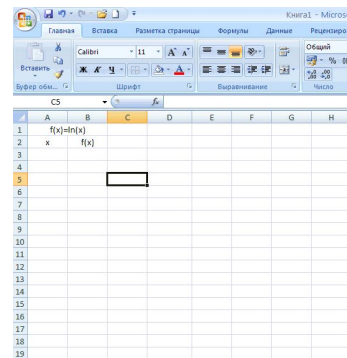 Книга1 - Microso
Главная Вставка Разметка страницы Формулы Данные Рецензиро
Вставить
Calibri 11
Ж К Ч
Общий
% 0
Буфер обм... Шрифт Выравнивание Число
C5 fx
A B C D E F G H
1 f(x)=ln(x)
2 x f(x)
3
4
5
6
7
8
9
10
11
12
13
14
15
16
17
18
19